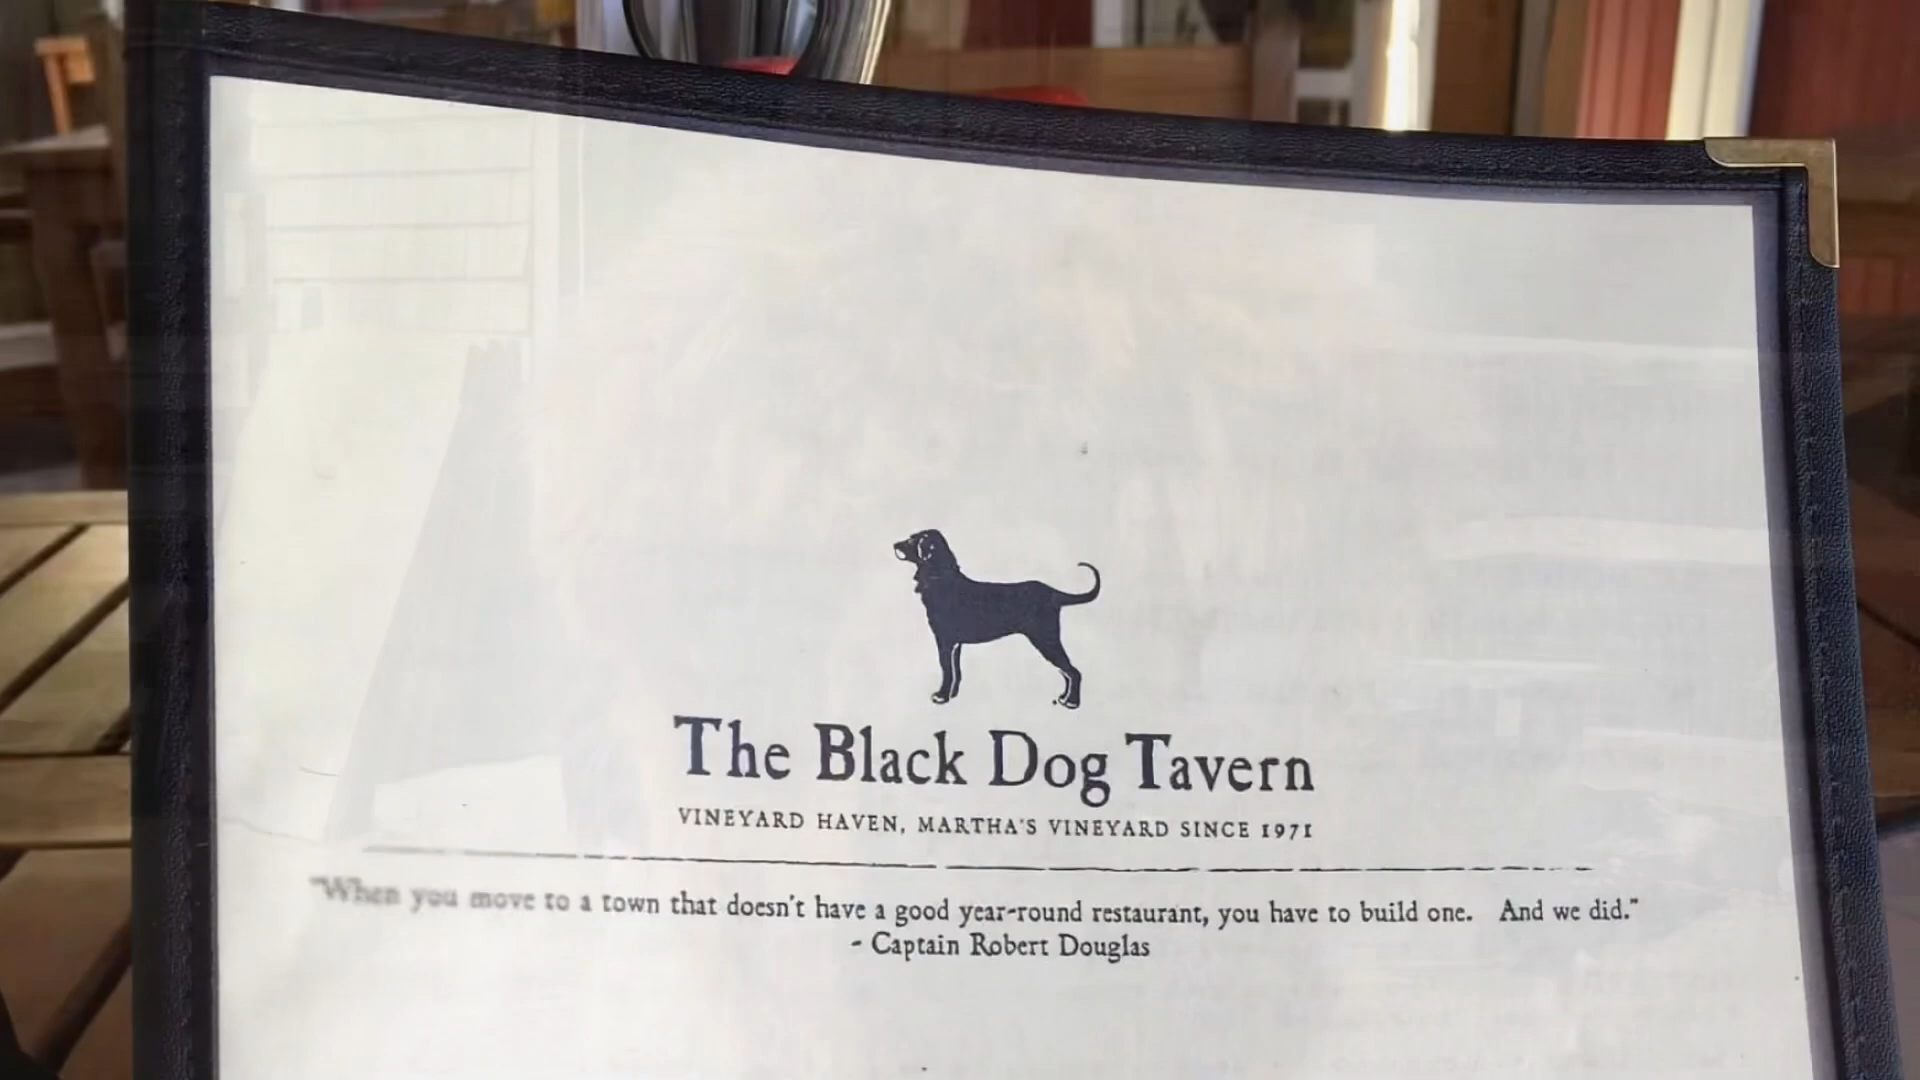 The Black Dog Tavern
VINEYARD HAVEN, MARTHA'S VINEYARD SINCE 1971
"When you move to a town that doesn't have a good year-round restaurant, you have to build one. And we did."
- Captain Robert Douglas